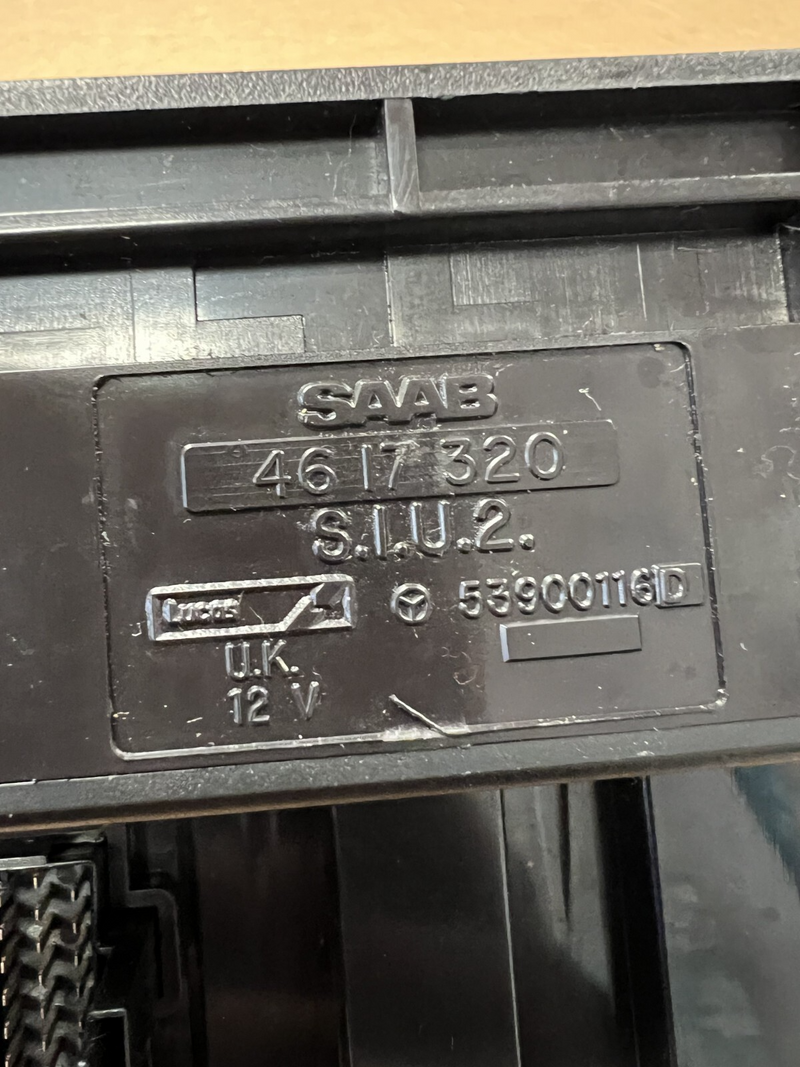 SAAB
46 17 320
S.I.U.2.
Lucas 53900116D
U.K.
12 V